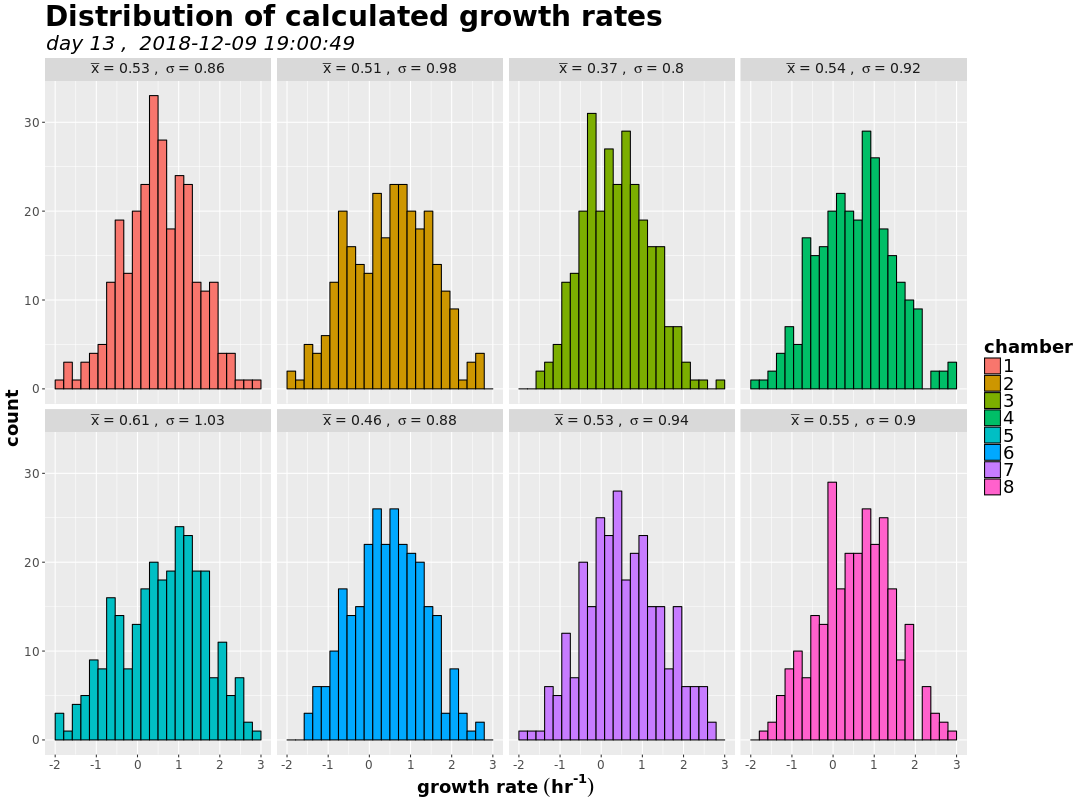 Distribution of calculated growth rates
day 13 ,  2018-12-09 19:00:49
x̅ = 0.53 ,  σ = 0.86
x̅ = 0.51 ,  σ = 0.98
x̅ = 0.37 ,  σ = 0.8
x̅ = 0.54 ,  σ = 0.92
30
20
10
0
x̅ = 0.61 ,  σ = 1.03
x̅ = 0.46 ,  σ = 0.88
x̅ = 0.53 ,  σ = 0.94
x̅ = 0.55 ,  σ = 0.9
30
20
10
0
-2 -1 0 1 2 3
-2 -1 0 1 2 3
-2 -1 0 1 2 3
-2 -1 0 1 2 3
count
growth rate (hr⁻¹)
chamber
1
2
3
4
5
6
7
8